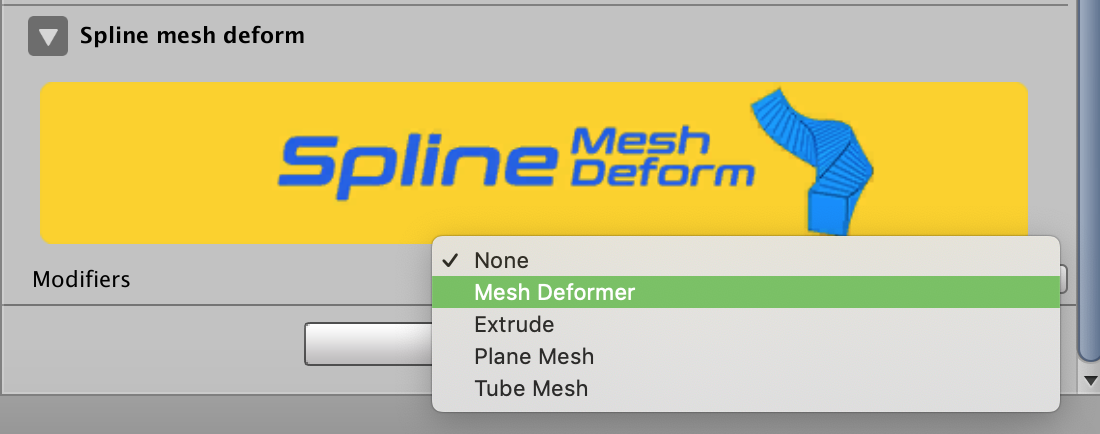 Spline mesh deform
Spline Mesh Deform
Modifiers
None
Mesh Deformer
Extrude
Plane Mesh
Tube Mesh